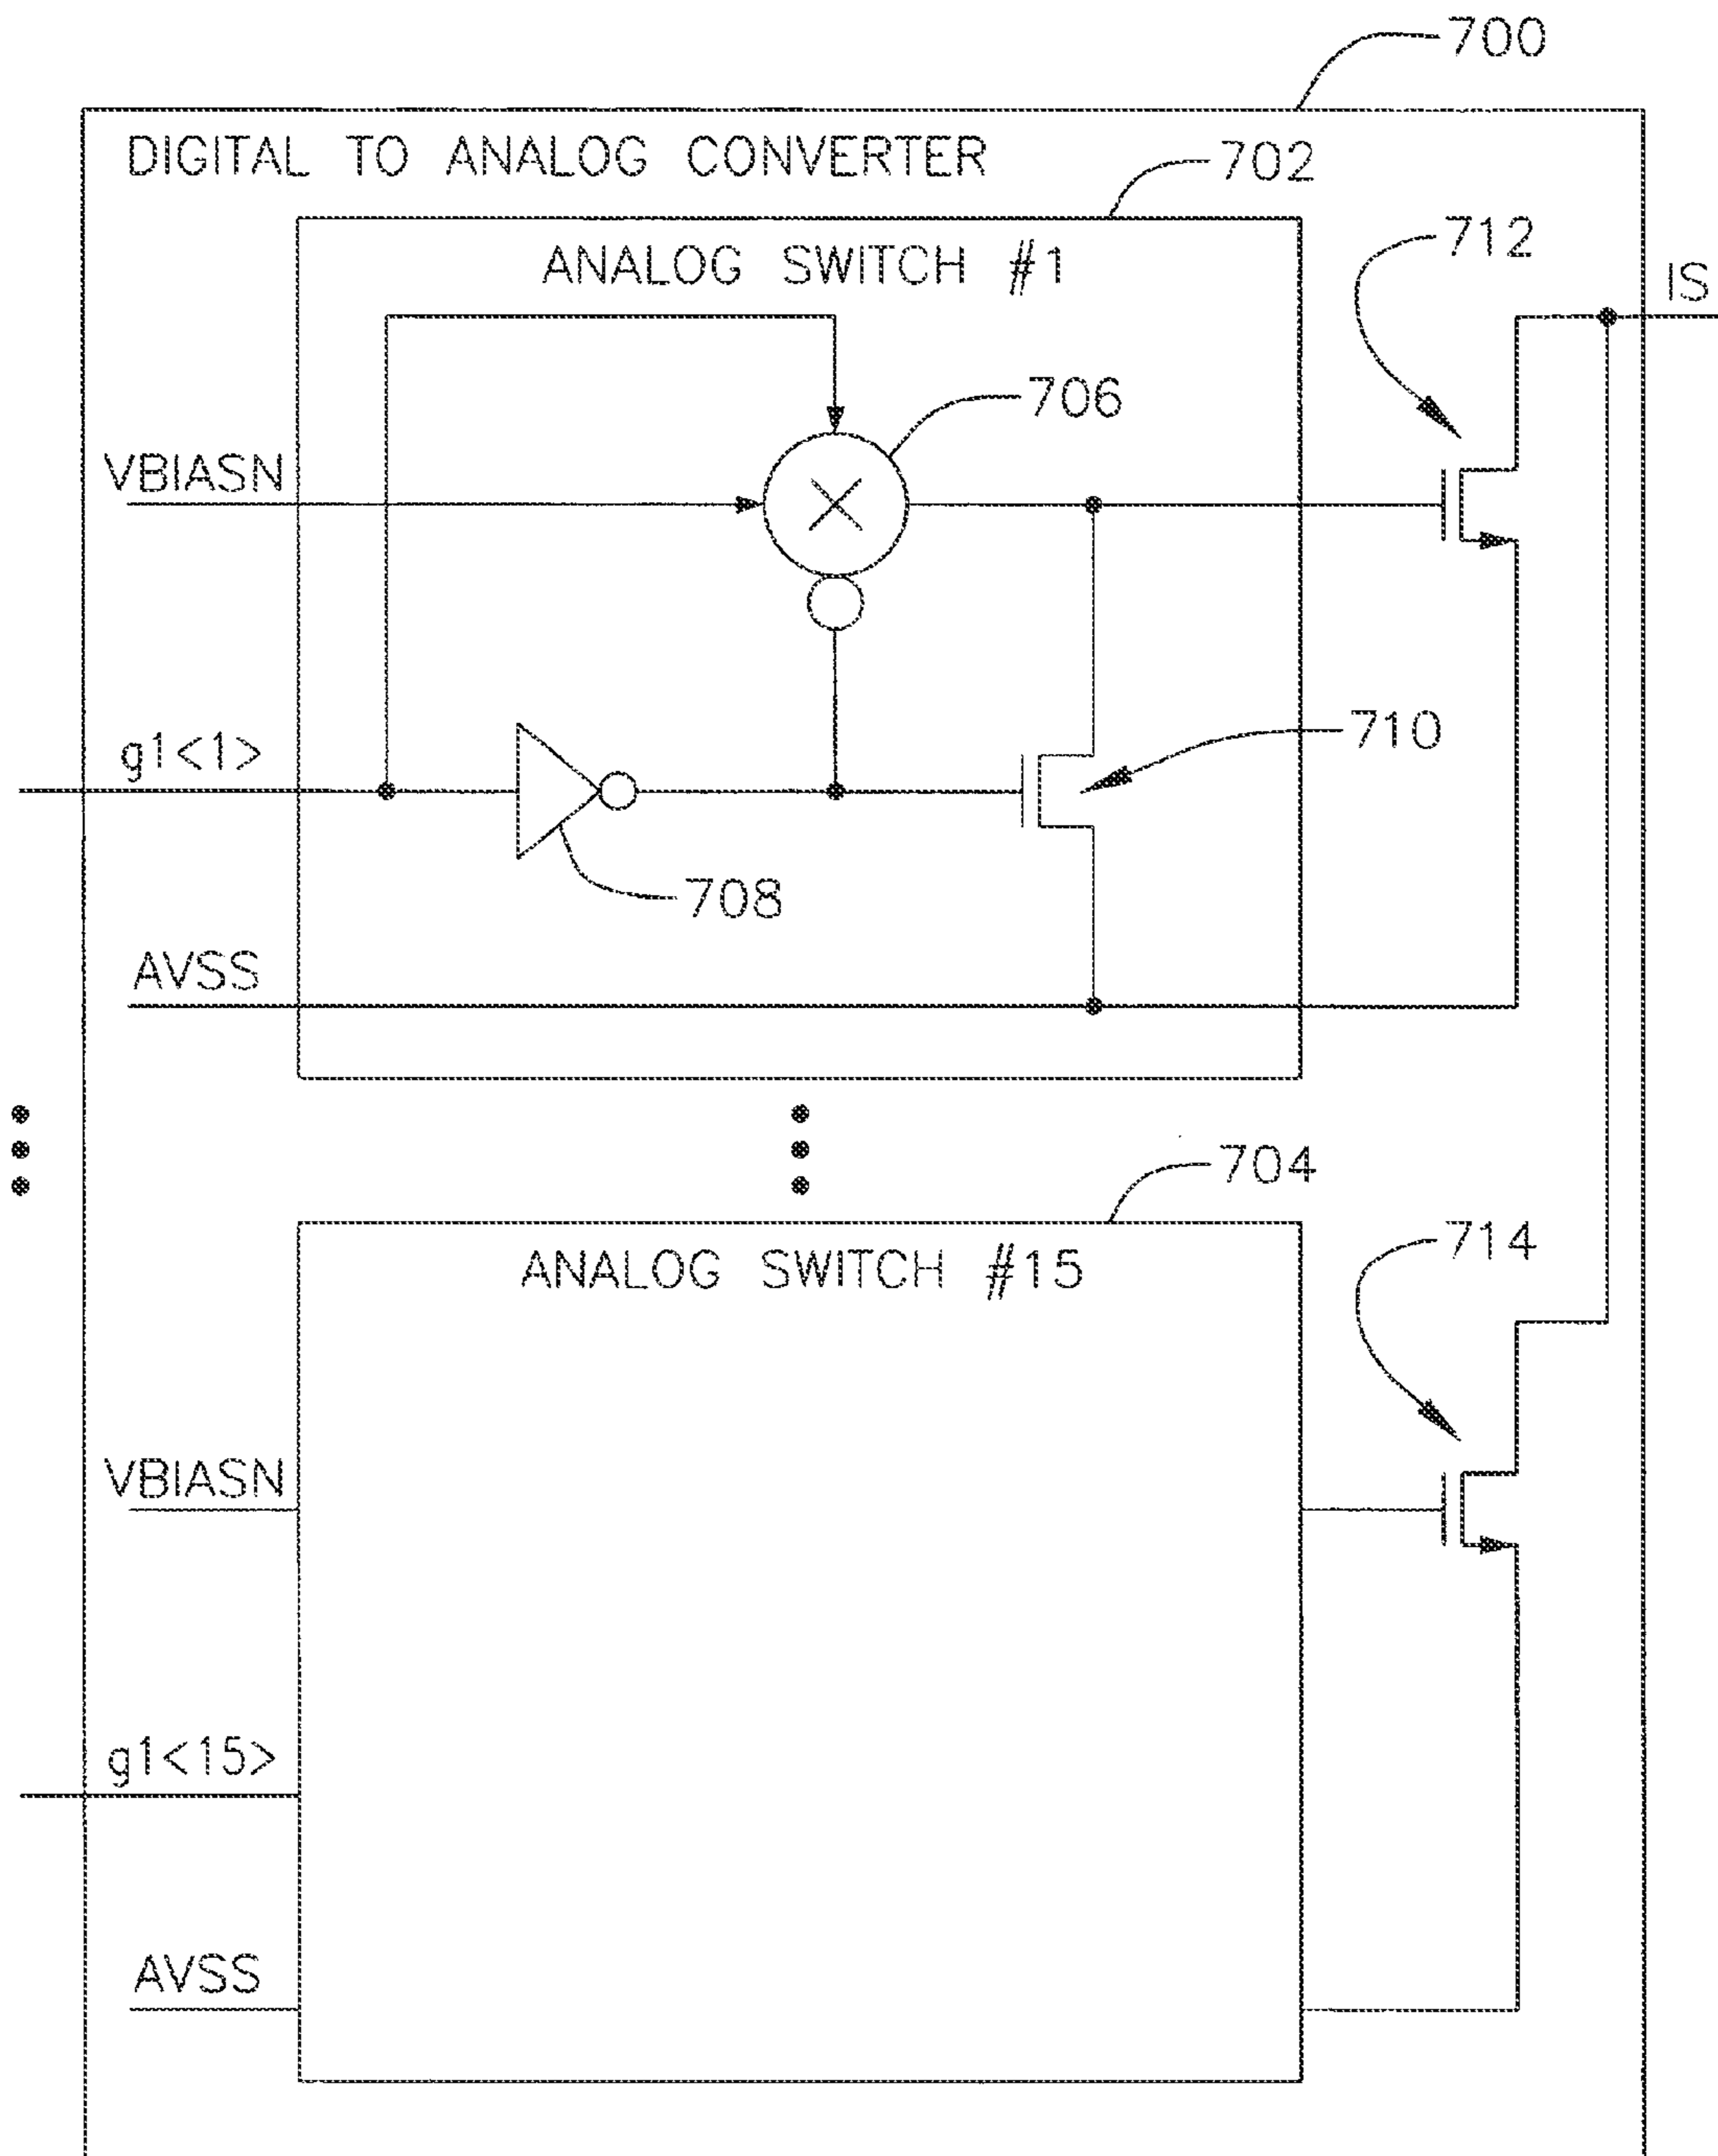 700
DIGITAL TO ANALOG CONVERTER
702
ANALOG SWITCH #1
712
IS
706
VBIASN
g1<1>
710
708
AVSS
704
ANALOG SWITCH #15
714
VBIASN
g1<15>
AVSS